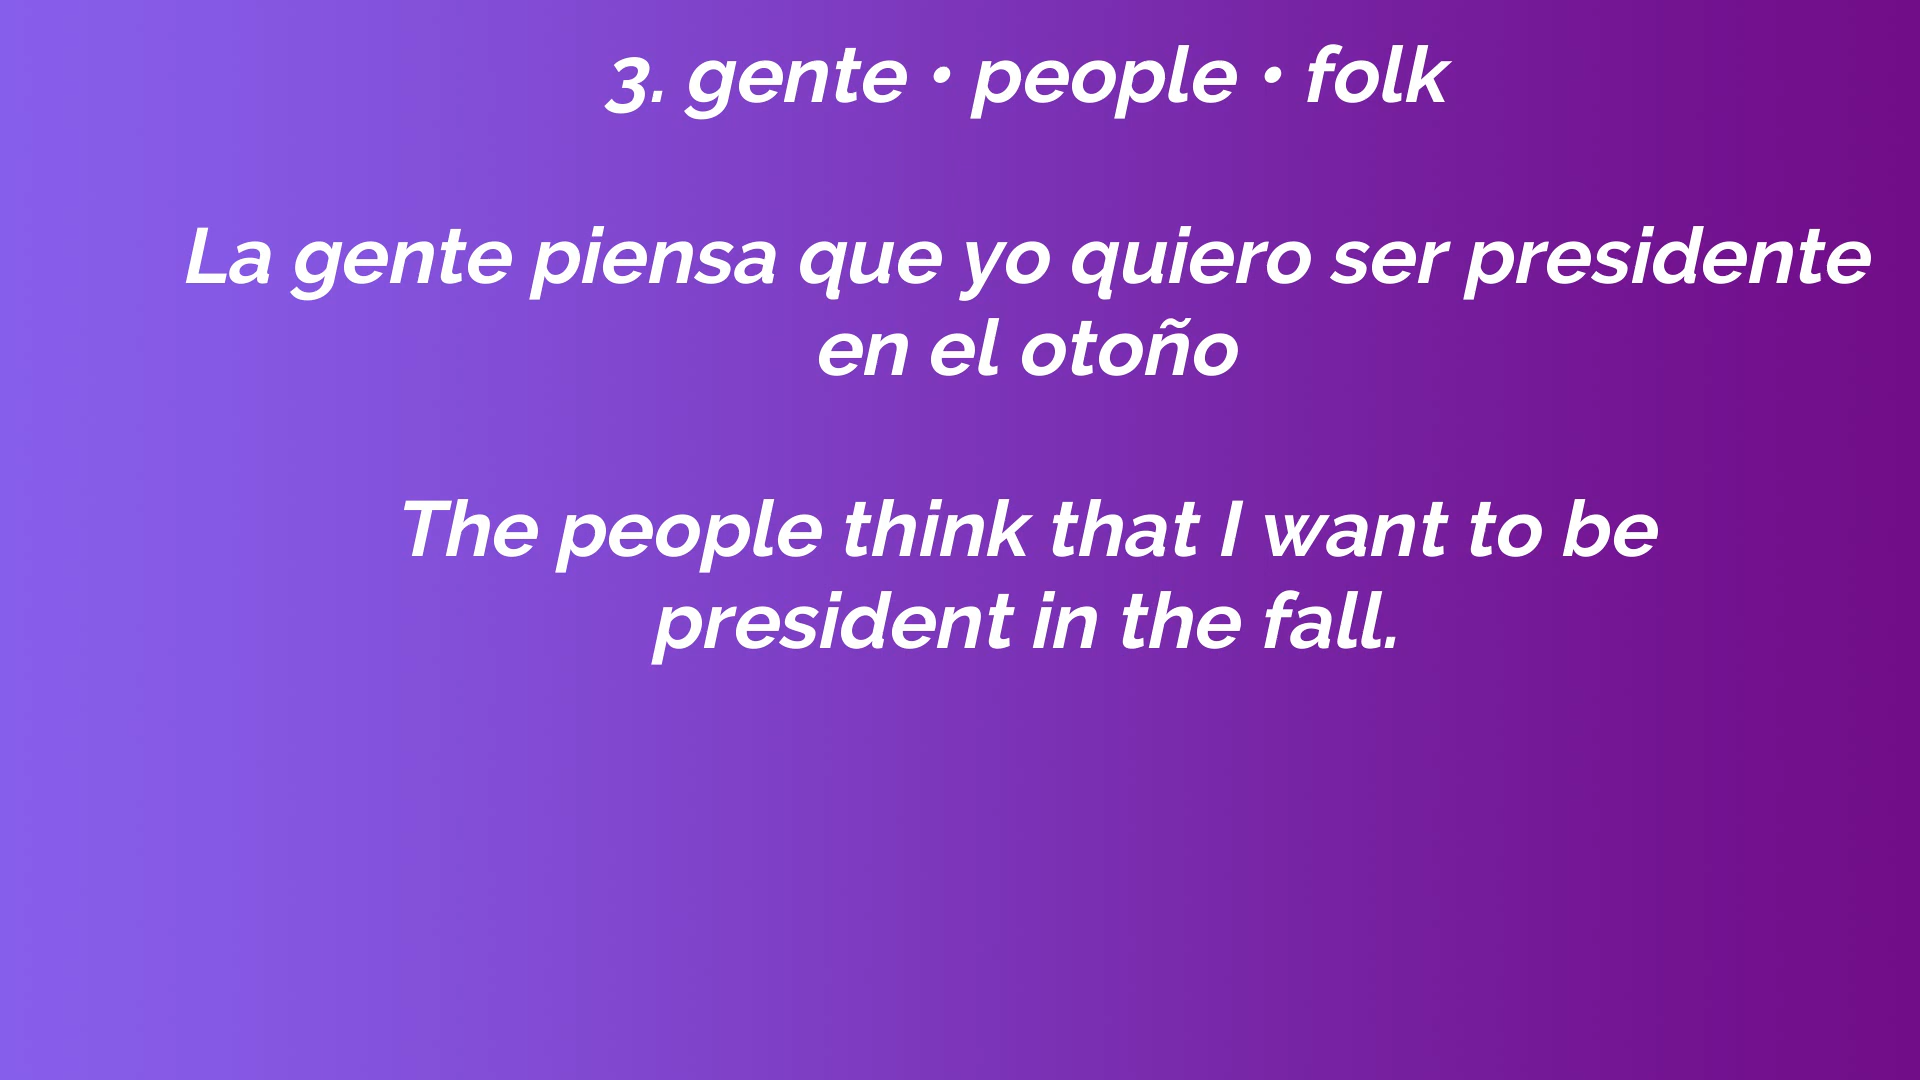 3. gente • people • folk
La gente piensa que yo quiero ser presidente
en el otoño
The people think that I want to be
president in the fall.